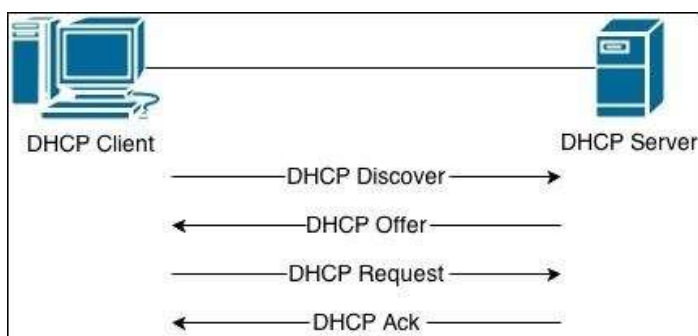 DHCP Client
DHCP Server
DHCP Discover
DHCP Offer
DHCP Request
DHCP Ack